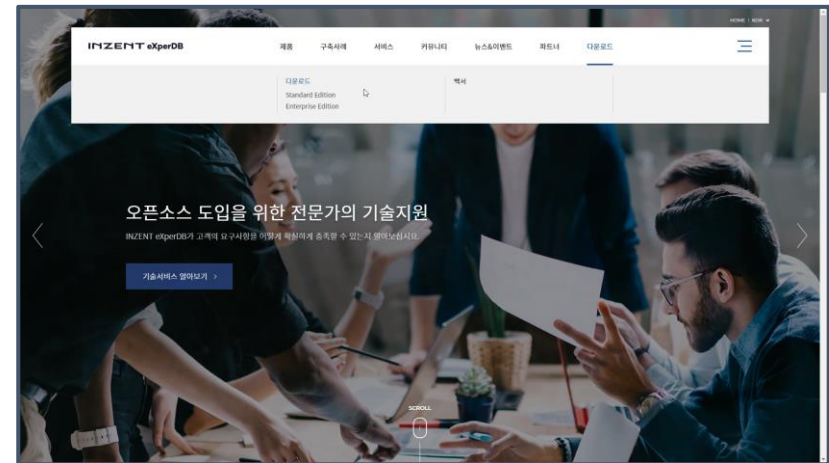 HOME | KOR
INZENT eXperDB
제품 구축사례 서비스 커뮤니티 뉴스&이벤트 파트너 다운로드
다운로드
Standard Edition
Enterprise Edition
백서
오픈소스 도입을 위한 전문가의 기술지원
INZENT eXperDB가 고객의 요구사항을 어떻게 확실하게 충족할 수 있는지 알아보십시요.
기술서비스 알아보기 >
SCROLL